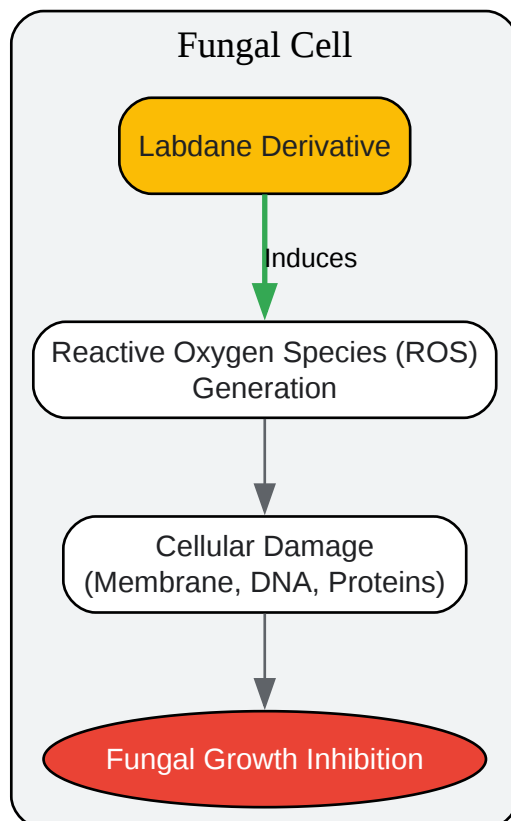 Fungal Cell
Labdane Derivative
Induces
Reactive Oxygen Species (ROS)
Generation
Cellular Damage
(Membrane, DNA, Proteins)
Fungal Growth Inhibition